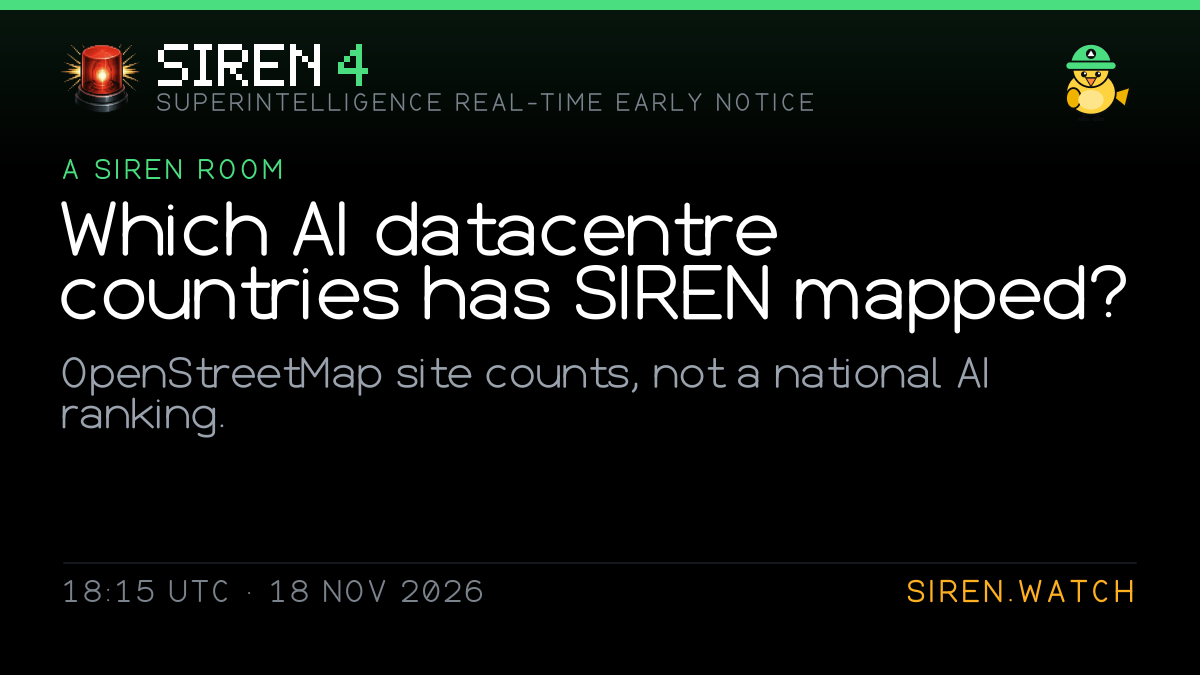 SIREN 4
SUPERINTELLIGENCE REAL-TIME EARLY NOTICE
A SIREN ROOM
Which AI datacentre
countries has SIREN mapped?
OpenStreetMap site counts, not a national AI
ranking.
18:15 UTC · 18 NOV 2026
SIREN.WATCH